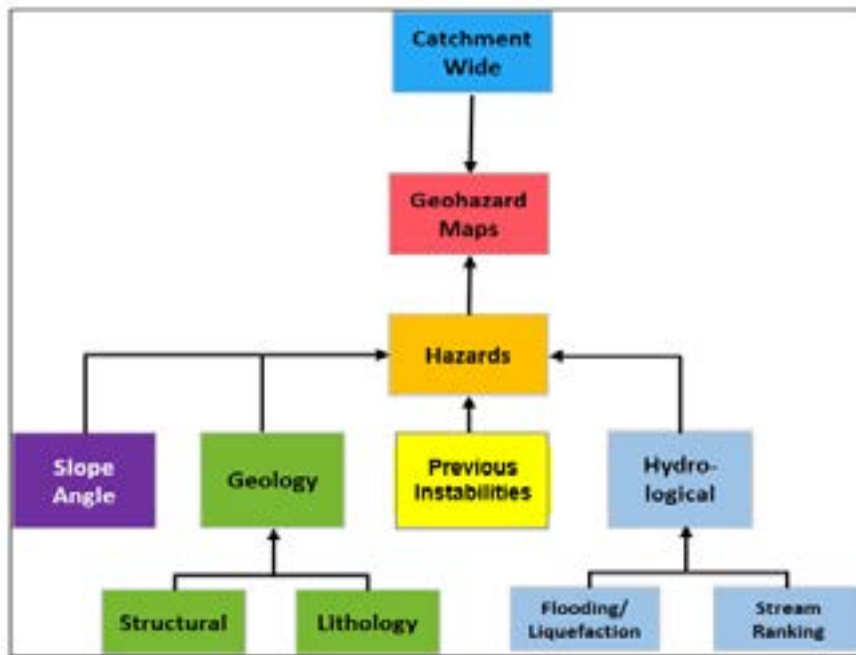 Catchment
Wide
Geohazard
Maps
Hazards
Slope
Angle
Geology
Previous
Instabilities
Hydro-
logical
Structural
Lithology
Flooding/
Liquefaction
Stream
Ranking